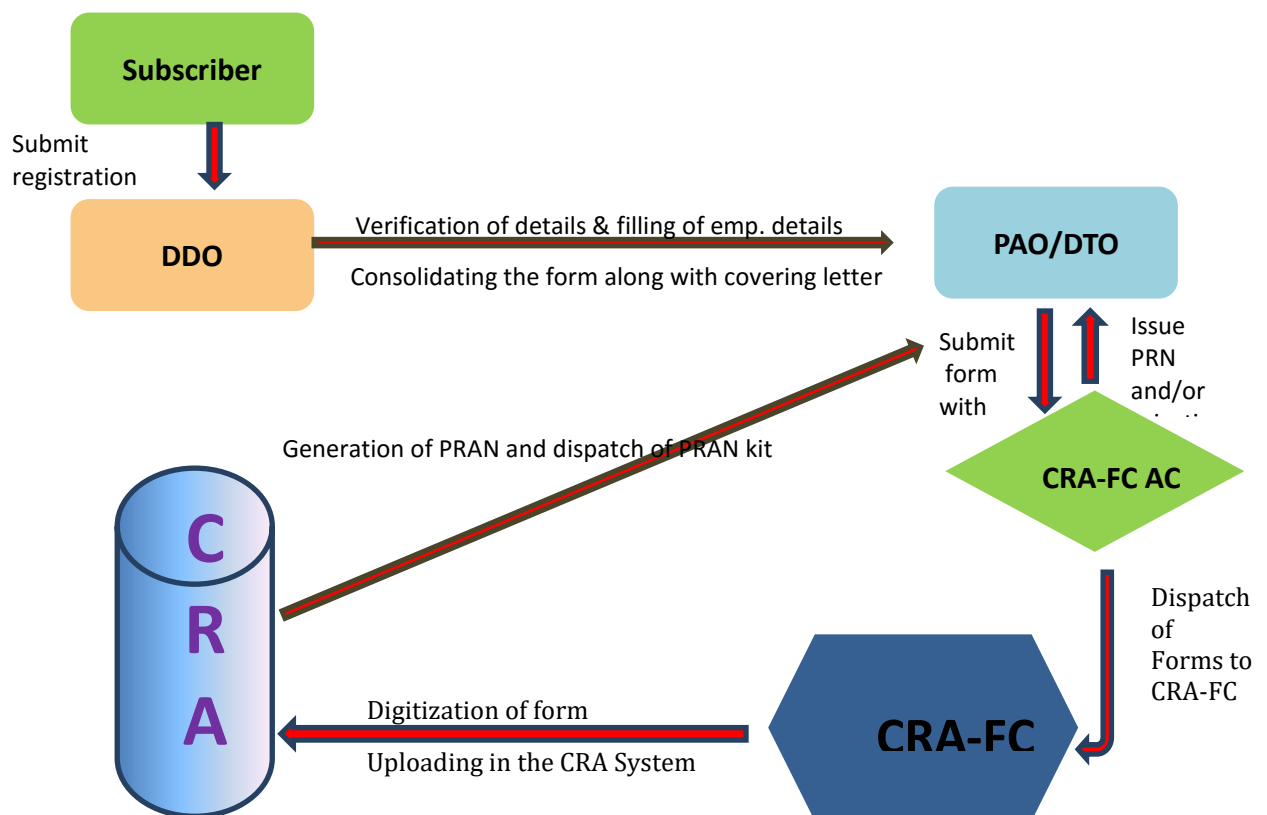 Subscriber
Submit
registration
DDO
Verification of details & filling of emp. details
Consolidating the form along with covering letter
PAO/DTO
Submit
form
with
Issue
PRN
and/or
CRA-FC AC
Generation of PRAN and dispatch of PRAN kit
C
R
A
Dispatch
of
Forms to
CRA-FC
CRA-FC
Digitization of form
Uploading in the CRA System